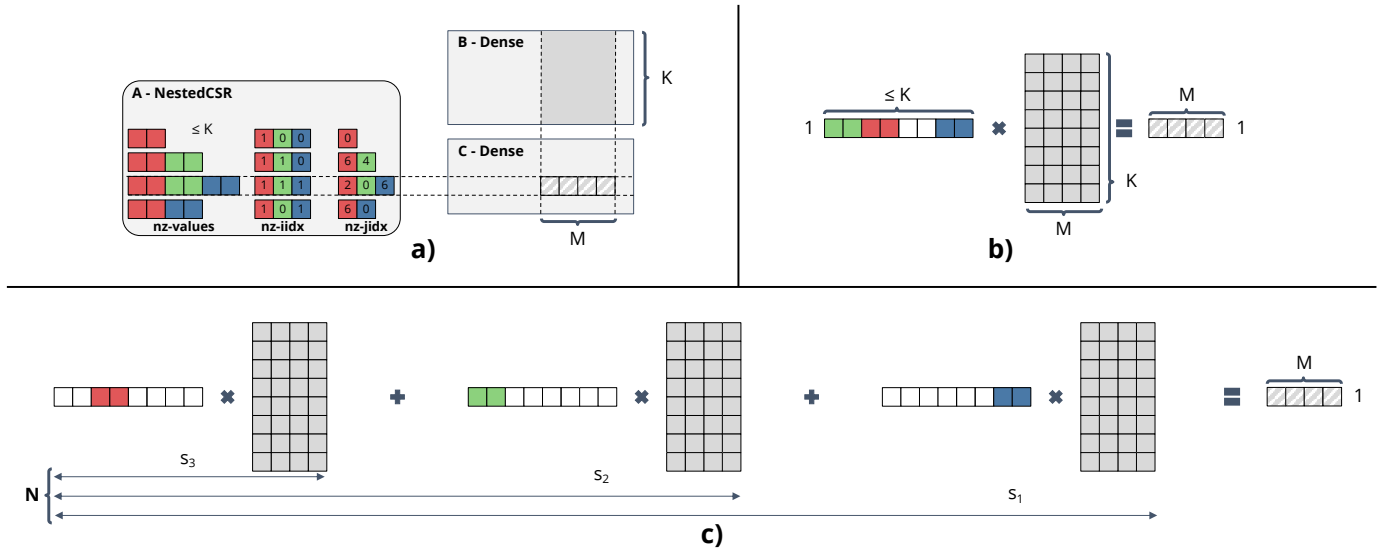 B - Dense
K
A - NestedCSR
≤ K
1 0 0
0
1 1 0
6 4
1 1 1
2 0 6
1 0 1
6 0
nz-values
nz-iidx
nz-jidx
C - Dense
M
a)
≤ K
1
M
1
K
M
b)
M
1
s₃
s₂
s₁
N
c)